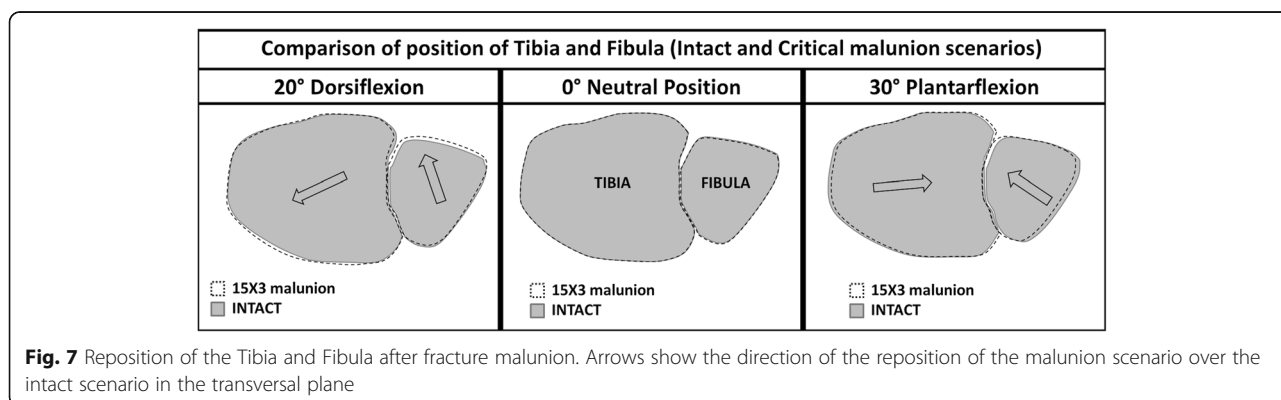 Comparison of position of Tibia and Fibula (Intact and Critical malunion scenarios)
20° Dorsiflexion
0° Neutral Position
30° Plantarflexion
TIBIA
FIBULA
15X3 malunion
INTACT
15X3 malunion
INTACT
15X3 malunion
INTACT
Fig. 7 Reposition of the Tibia and Fibula after fracture malunion. Arrows show the direction of the reposition of the malunion scenario over the
intact scenario in the transversal plane